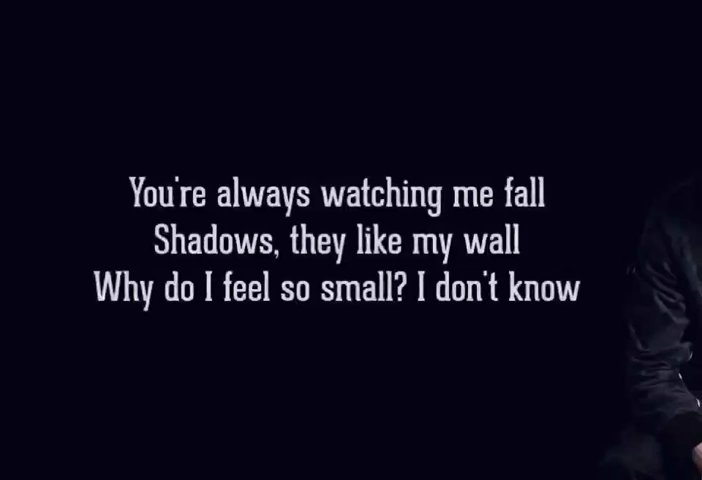 You're always watching me fall
Shadows, they like my wall
Why do I feel so small? I don't know